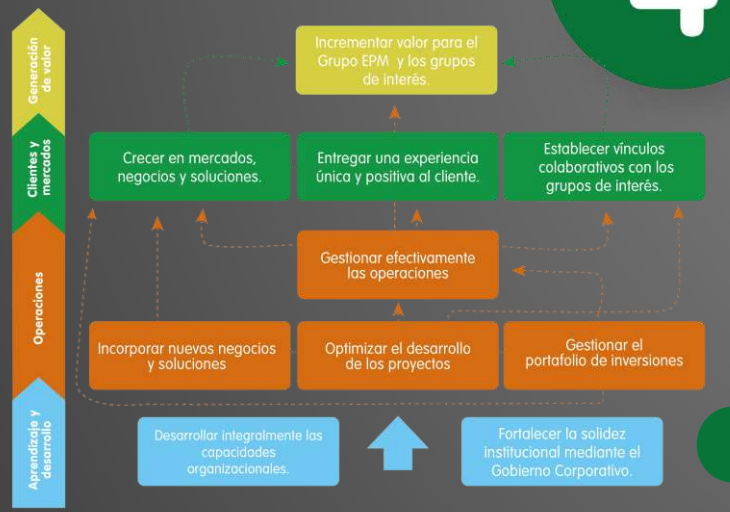 4
Generación
de valor
Incrementar valor para el
Grupo EPM y los grupos
de interés.
Clientes y
mercados
Crecer en mercados,
negocios y soluciones.
Entregar una experiencia
única y positiva al cliente.
Establecer vínculos
colaborativos con los
grupos de interés.
Operaciones
Gestionar efectivamente
las operaciones
Incorporar nuevos negocios
y soluciones
Optimizar el desarrollo
de los proyectos
Gestionar el
portafolio de inversiones
Aprendizaje y
desarrollo
Desarrollar integralmente las
capacidades
organizacionales.
Fortalecer la solidez
institucional mediante el
Gobierno Corporativo.